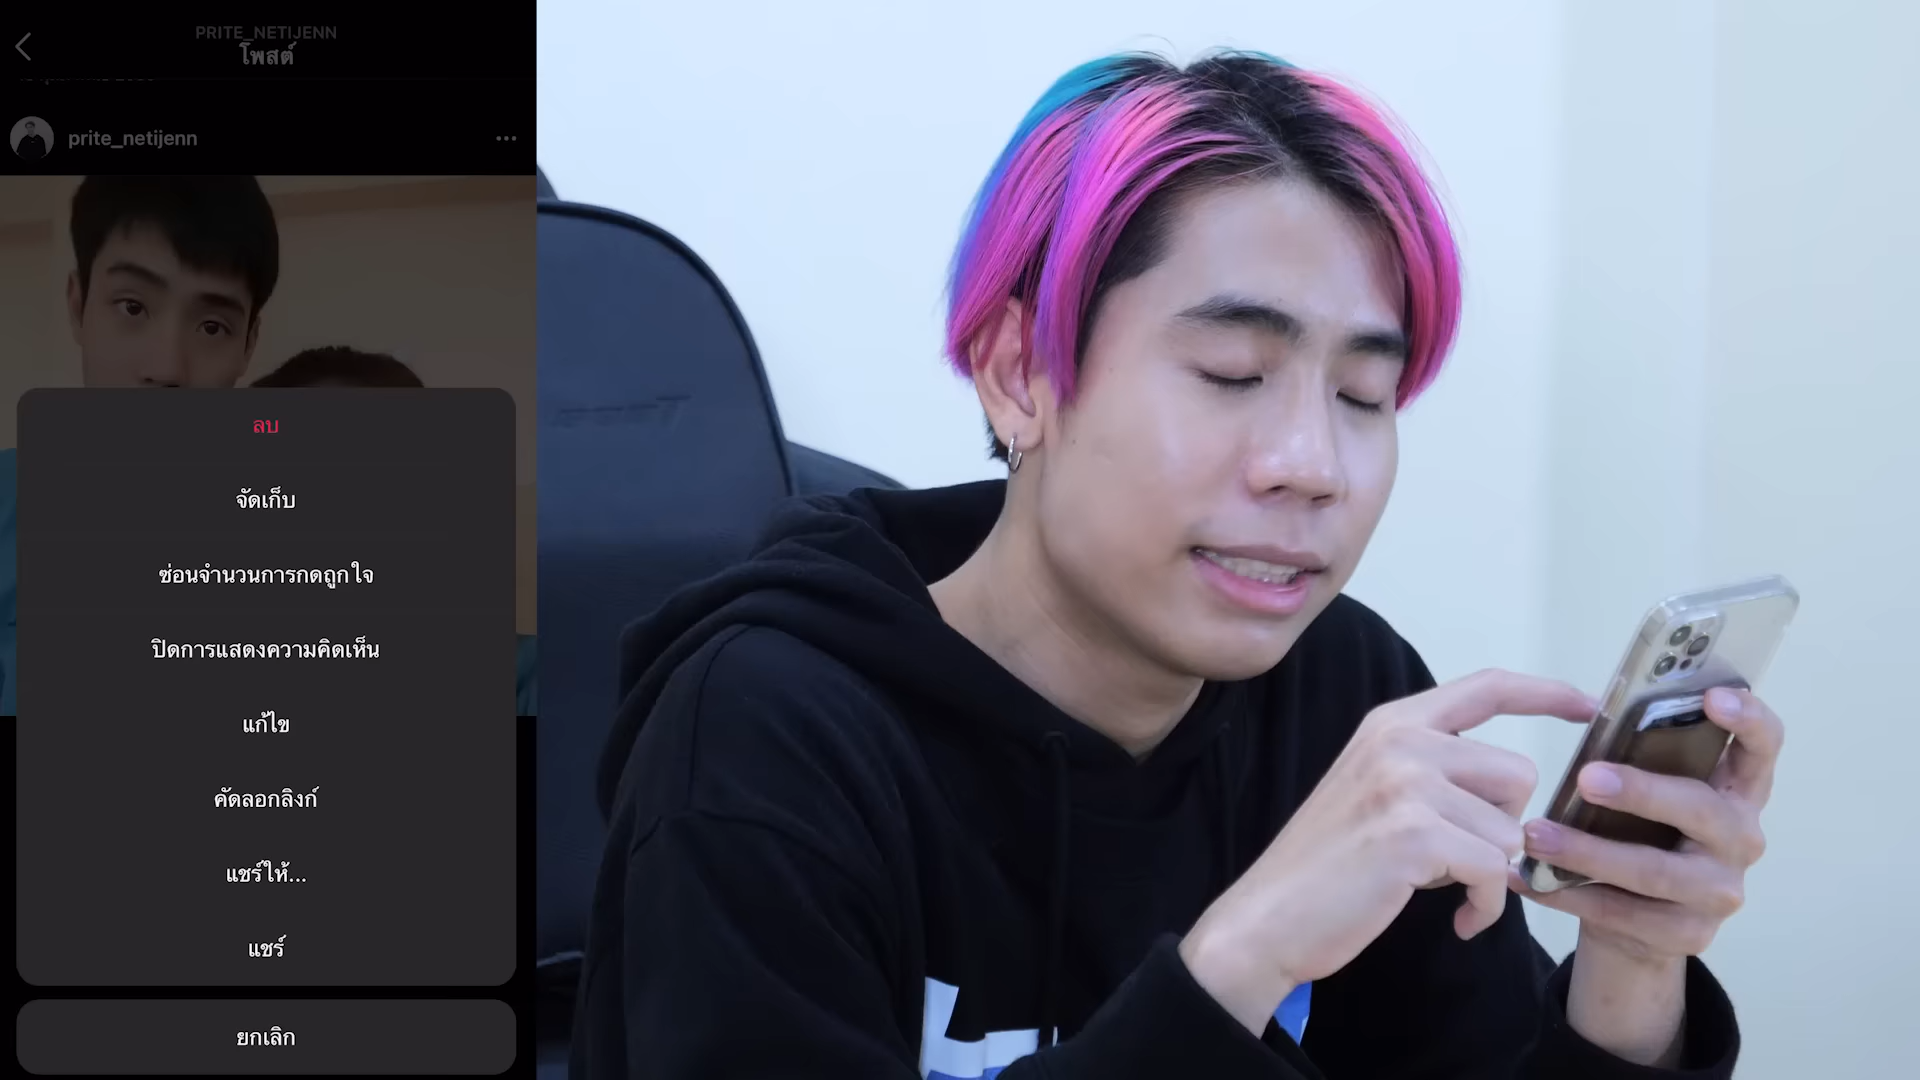 PRITE_NETIJENN
โพสต์
prite_netijenn
ลบ
จัดเก็บ
ซ่อนจำนวนการกดถูกใจ
ปิดการแสดงความคิดเห็น
แก้ไข
คัดลอกลิงก์
แชร์ให้...
แชร์
ยกเลิก